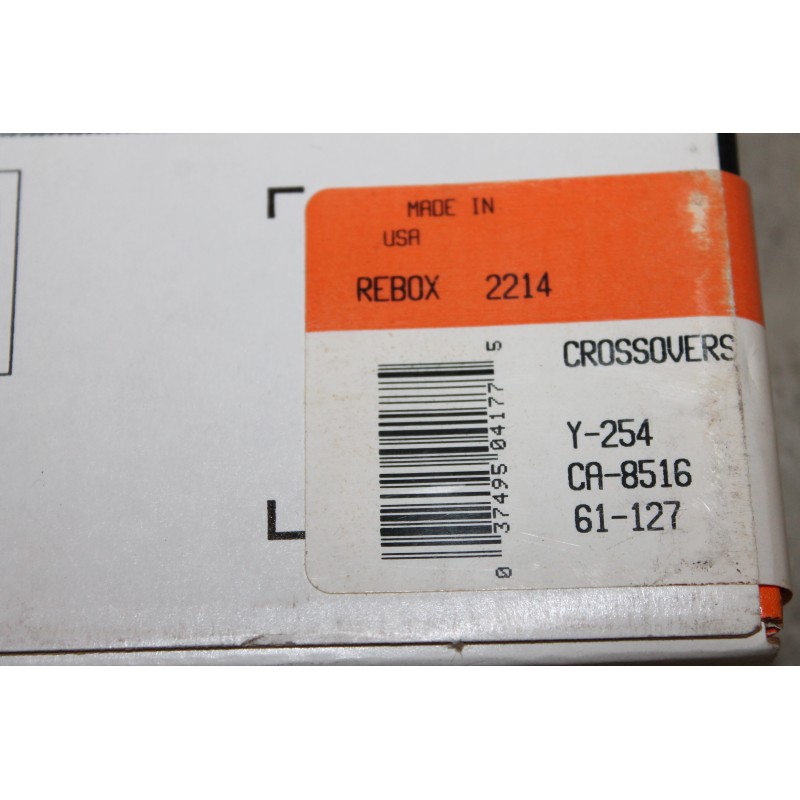 MADE IN
USA
REBOX 2214
CROSSOVERS
Y-254
CA-8516
61-127
0 37495 04177 5